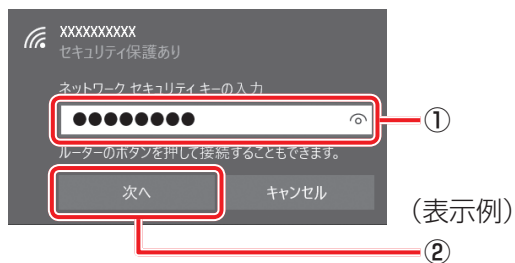 XXXXXXXXXX
セキュリティ保護あり
ネットワーク セキュリティ キーの入力
●●●●●●●●
①
ルーターのボタンを押して接続することもできます。
次へ
キャンセル
(表示例)
②